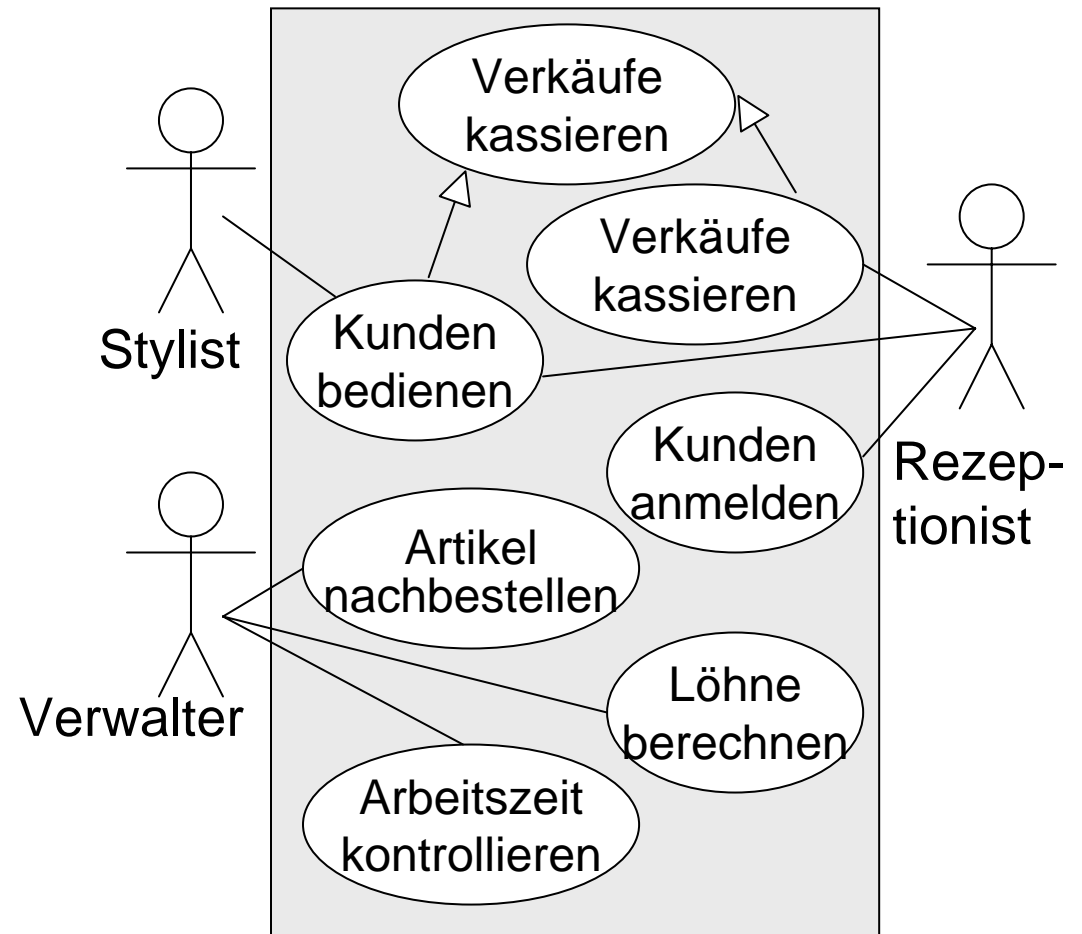 Verkäufe
kassieren
Verkäufe
kassieren
Stylist
Kunden
bedienen
Kunden
anmelden
Rezep-
tionist
Artikel
nachbestellen
Verwalter
Löhne
berechnen
Arbeitszeit
kontrollieren